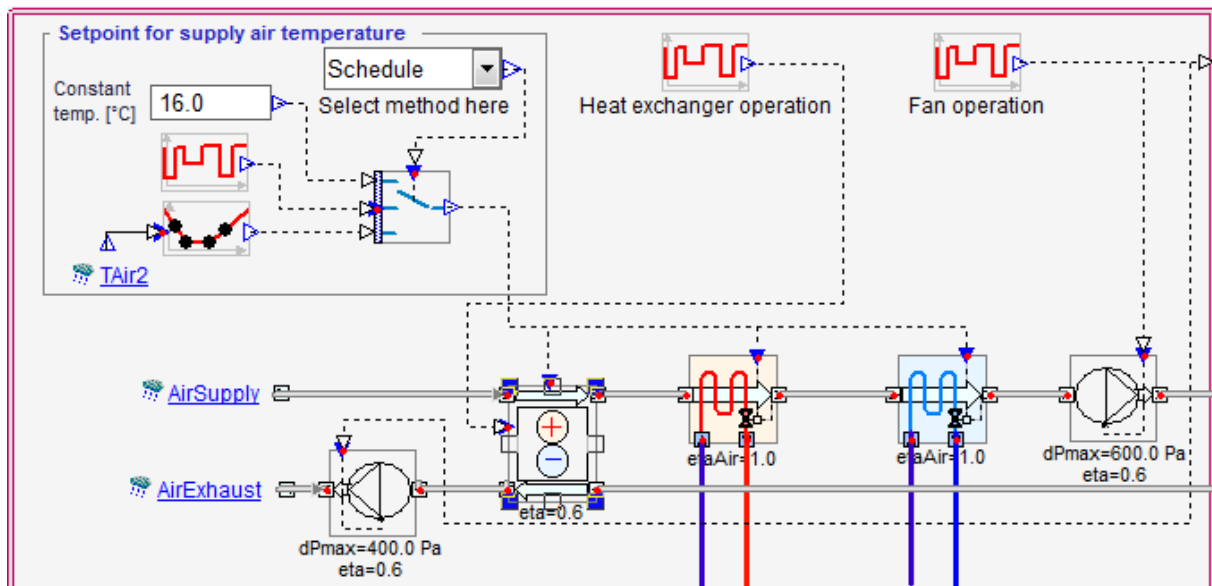 Setpoint for supply air temperature
Schedule
Constant
temp. [°C]
16.0
Select method here
Heat exchanger operation
Fan operation
TAir2
AirSupply
etaAir=1.0
etaAir=1.0
dPmax=600.0 Pa
eta=0.6
AirExhaust
eta=0.6
dPmax=400.0 Pa
eta=0.6